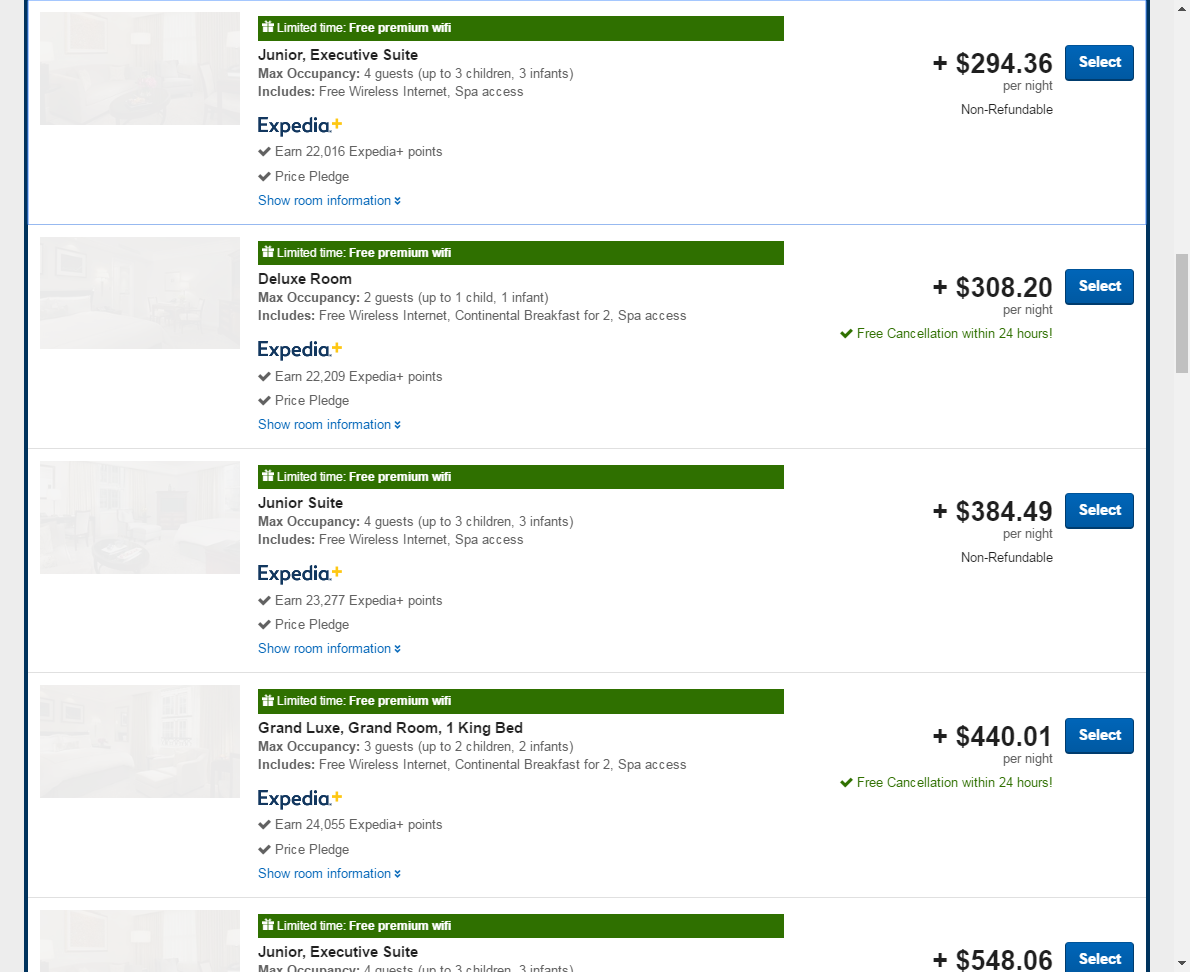 Limited time: Free premium wifi
Junior, Executive Suite
Max Occupancy: 4 guests (up to 3 children, 3 infants)
Includes: Free Wireless Internet, Spa access
+ $294.36
per night
Non-Refundable
Select
Expedia+
Earn 22,016 Expedia+ points
Price Pledge
Show room information
Limited time: Free premium wifi
Deluxe Room
Max Occupancy: 2 guests (up to 1 child, 1 infant)
Includes: Free Wireless Internet, Continental Breakfast for 2, Spa access
+ $308.20
per night
Free Cancellation within 24 hours!
Select
Expedia+
Earn 22,209 Expedia+ points
Price Pledge
Show room information
Limited time: Free premium wifi
Junior Suite
Max Occupancy: 4 guests (up to 3 children, 3 infants)
Includes: Free Wireless Internet, Spa access
+ $384.49
per night
Non-Refundable
Select
Expedia+
Earn 23,277 Expedia+ points
Price Pledge
Show room information
Limited time: Free premium wifi
Grand Luxe, Grand Room, 1 King Bed
Max Occupancy: 3 guests (up to 2 children, 2 infants)
Includes: Free Wireless Internet, Continental Breakfast for 2, Spa access
+ $440.01
per night
Free Cancellation within 24 hours!
Select
Expedia+
Earn 24,055 Expedia+ points
Price Pledge
Show room information
Limited time: Free premium wifi
Junior, Executive Suite
Max Occupancy: 4 guests (up to 3 children, 3 infants)
+ $548.06
Select